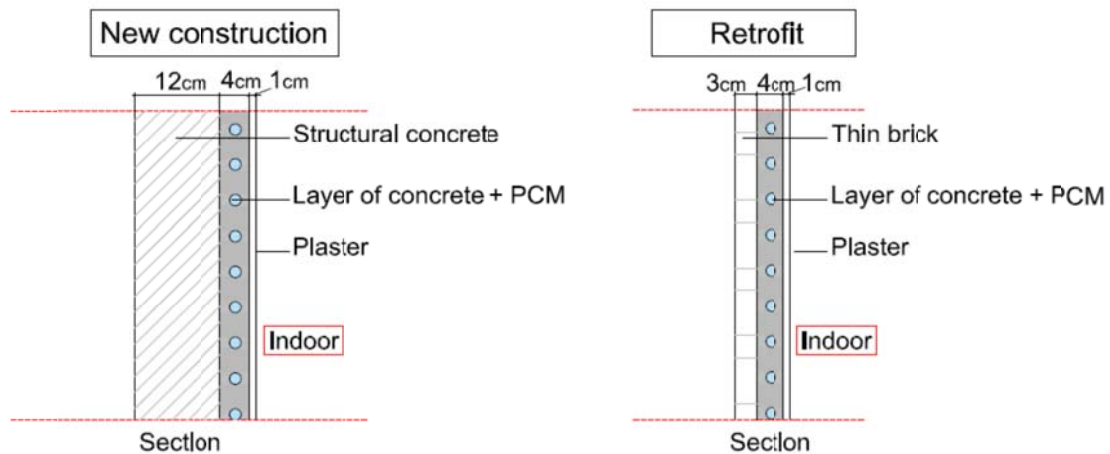 New construction
12cm 4cm 1cm
Structural concrete
Layer of concrete + PCM
Plaster
Indoor
Section
Retrofit
3cm 4cm 1cm
Thin brick
Layer of concrete + PCM
Plaster
Indoor
Section